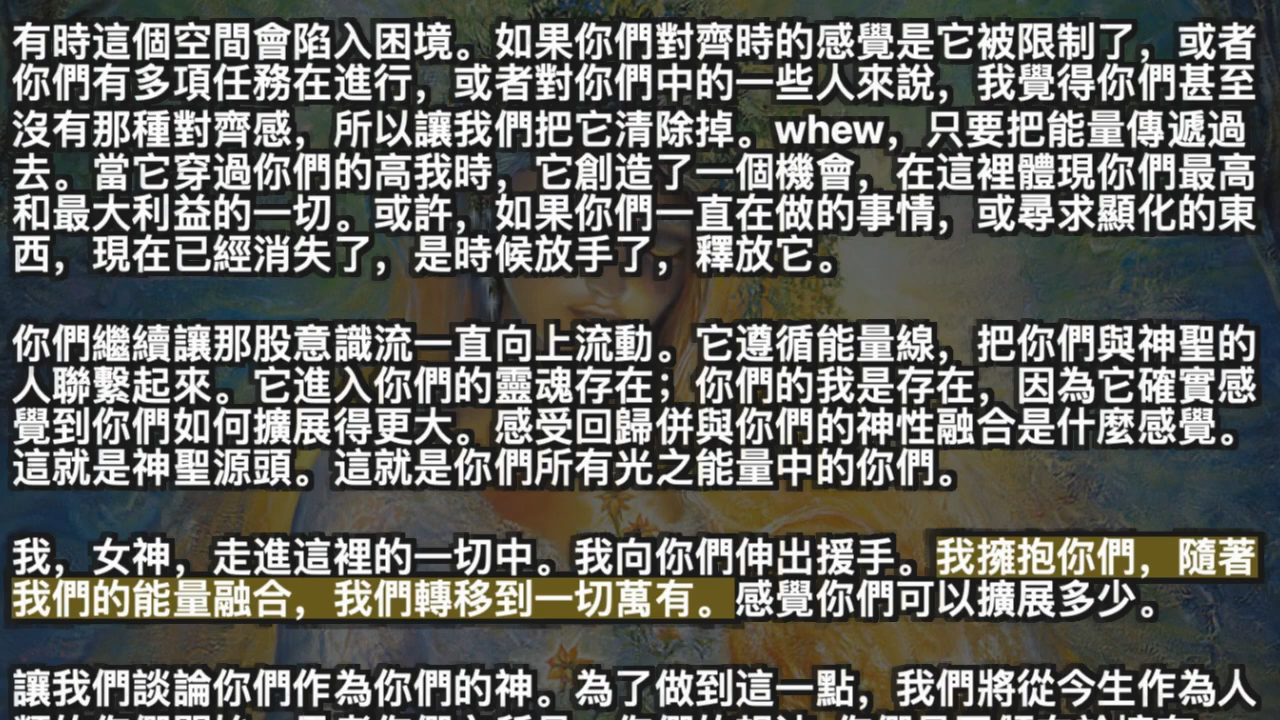 有時這個空間會陷入困境。如果你們對齊時的感覺是它被限制了，或者
你們有多項任務在進行，或者對你們中的一些人來說，我覺得你們甚至
沒有那種對齊感，所以讓我們把它清除掉。whew，只要把能量傳遞過
去。當它穿過你們的高我時，它創造了一個機會，在這裡體現你們最高
和最大利益的一切。或許，如果你們一直在做的事情，或尋求顯化的東
西，現在已經消失了，是時候放手了，釋放它。
你們繼續讓那股意識流一直向上流動。它遵循能量線，把你們與神聖的
人聯繫起來。它進入你們的靈魂存在；你們的我是存在，因為它確實感
覺到你們如何擴展得更大。感受回歸併與你們的神性融合是什麼感覺。
這就是神聖源頭。這就是你們所有光之能量中的你們。
我，女神，走進這裡的一切中。我向你們伸出援手。我擁抱你們，隨著
我們的能量融合，我們轉移到一切萬有。感覺你們可以擴展多少。
讓我們談論你們作為你們的神。為了做到這一點，我們將從今生作為人